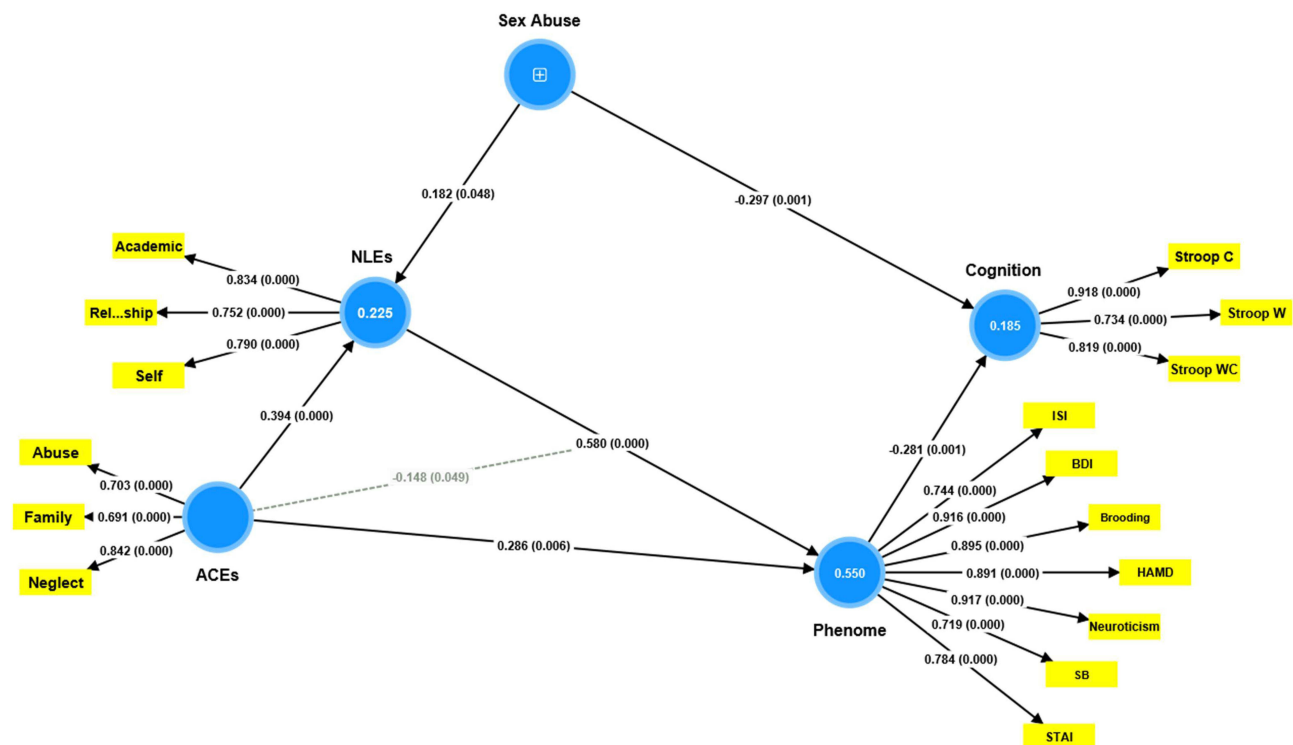 Sex Abuse
0.182 (0.048)
-0.297 (0.001)
NLEs
0.225
Academic
0.834 (0.000)
Rel...ship
0.752 (0.000)
Self
0.790 (0.000)
Cognition
0.185
Stroop C
0.918 (0.000)
Stroop W
0.734 (0.000)
Stroop WC
0.819 (0.000)
0.394 (0.000)
0.580 (0.000)
-0.148 (0.049)
-0.281 (0.001)
Abuse
0.703 (0.000)
Family
0.691 (0.000)
Neglect
0.842 (0.000)
ACEs
0.286 (0.006)
0.550
Phenome
ISI
0.744 (0.000)
BDI
0.916 (0.000)
Brooding
0.895 (0.000)
HAMD
0.891 (0.000)
Neuroticism
0.917 (0.000)
SB
0.719 (0.000)
STAI
0.784 (0.000)